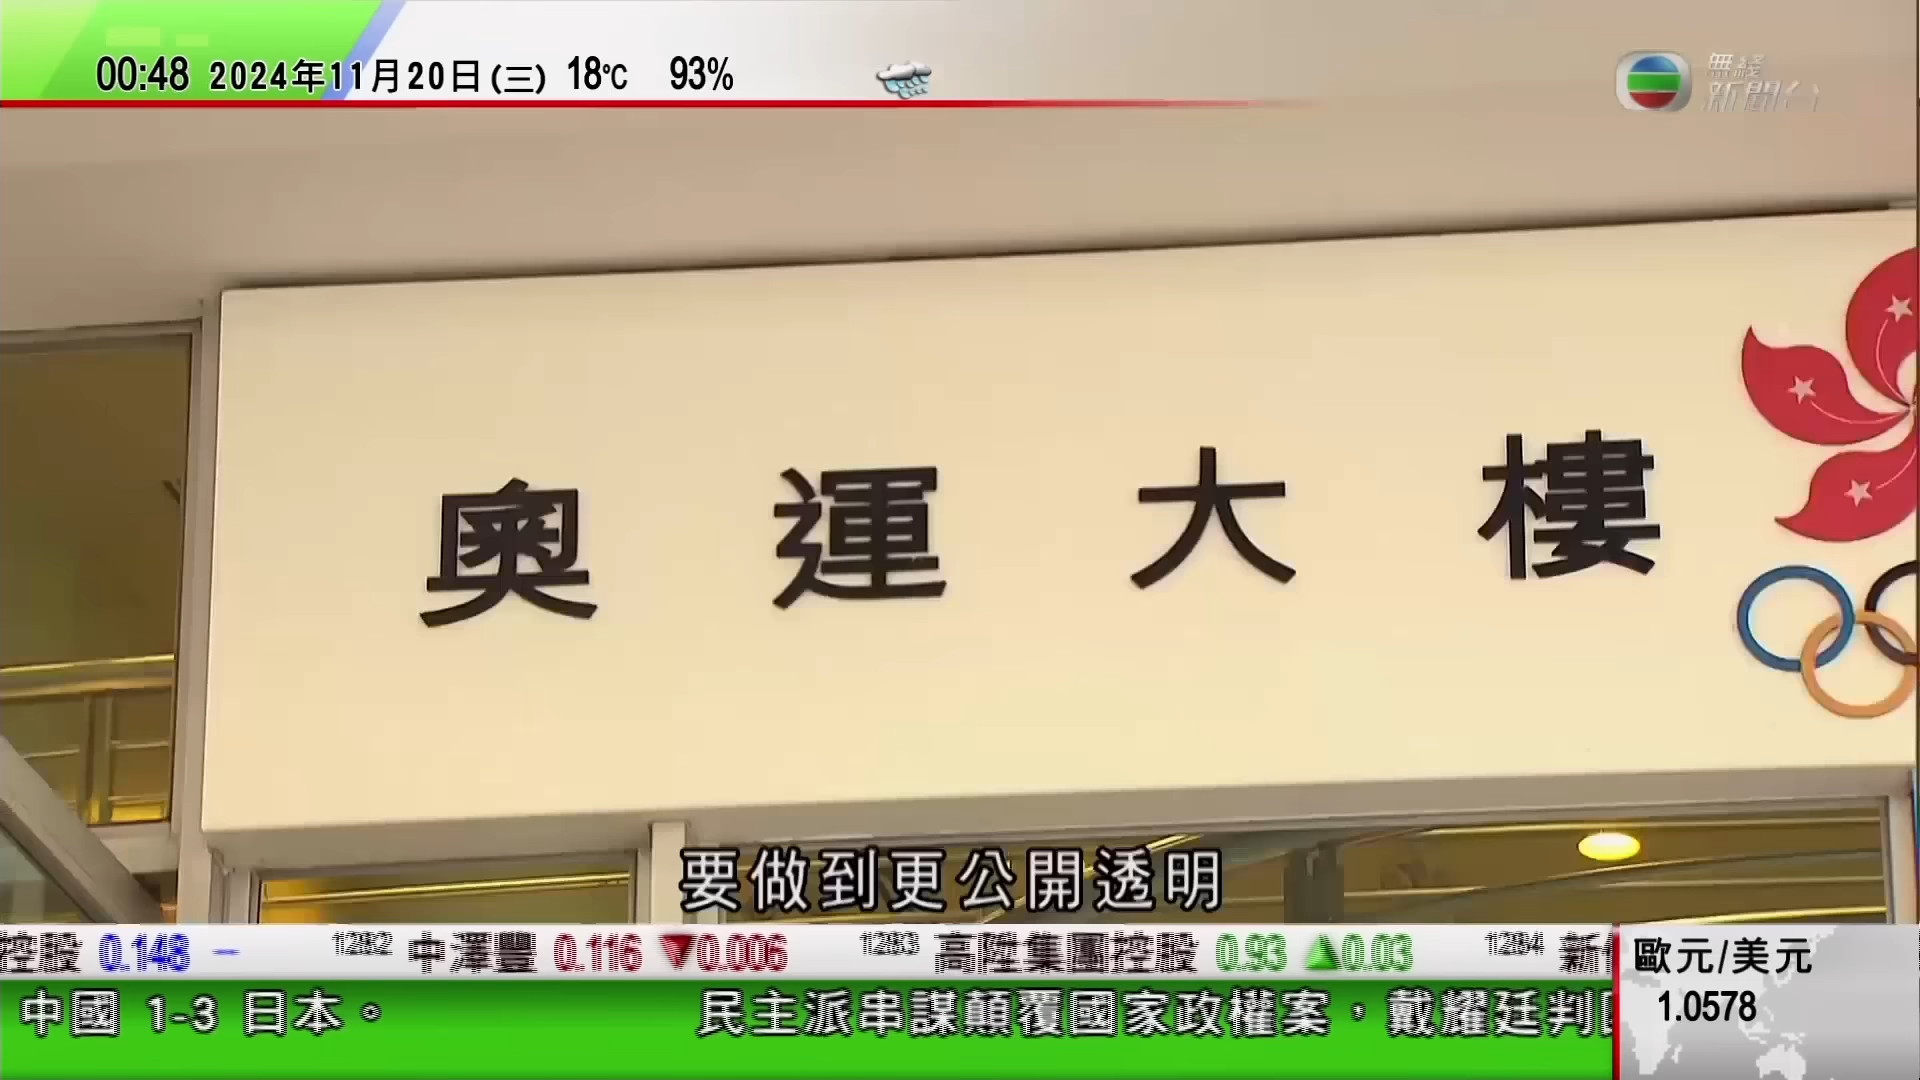 00:48 2024年11月20日(三) 18℃ 93%
無綫
新聞台
奧運大樓
要做到更公開透明
控股 0.148 – 1282 中澤豐 0.116 ▼0.006 1283 高陞集團控股 0.93 ▲0.03 1284 新
歐元/美元
1.0578
中國 1-3 日本。 民主派串謀顛覆國家政權案·戴耀廷判